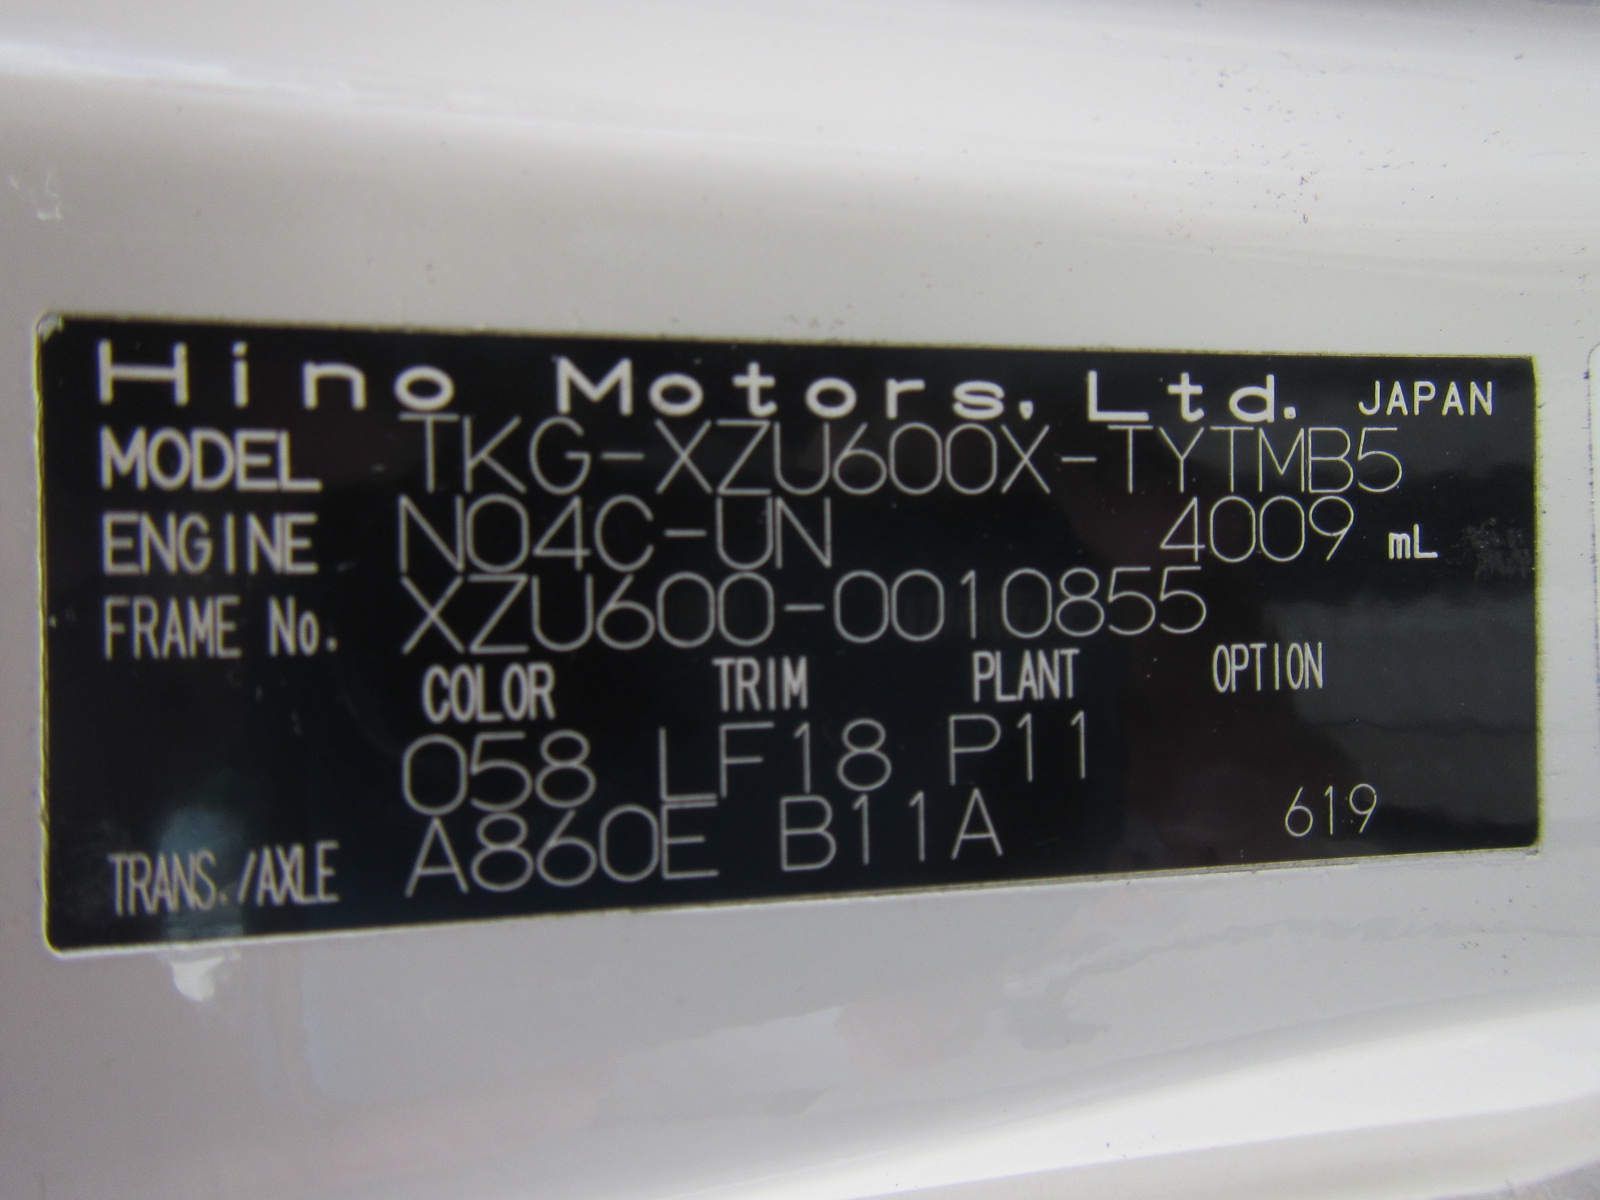 Hino Motors, Ltd. JAPAN
MODEL TKG-XZU600X-TYTMB5
ENGINE N04C-UN 4009 mL
FRAME No. XZU600-0010855
COLOR TRIM PLANT OPTION
058 LF18 P11
TRANS./AXLE A860E B11A 619